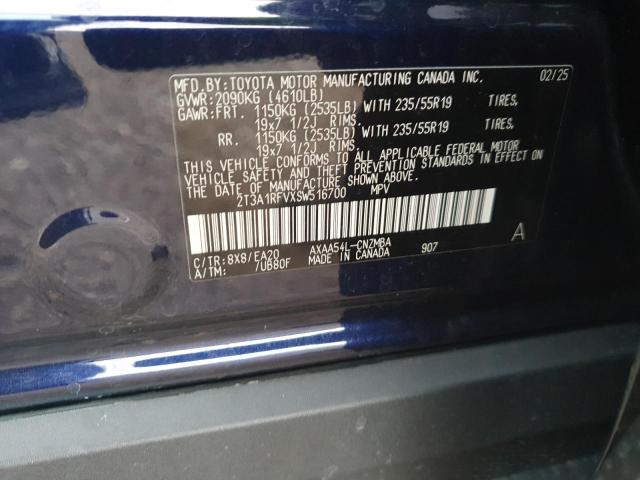 MFD. BY: TOYOTA MOTOR MANUFACTURING CANADA INC. 02/25
GVWR: 2090KG (4610LB)
GAWR: FRT. 1150KG (2535LB) WITH 235/55R19 TIRES,
19x7 1/2J RIMS.
RR. 1150KG (2535LB) WITH 235/55R19 TIRES,
19x7 1/2J RIMS.
THIS VEHICLE CONFORMS TO ALL APPLICABLE FEDERAL MOTOR
VEHICLE SAFETY AND THEFT PREVENTION STANDARDS IN EFFECT ON
THE DATE OF MANUFACTURE SHOWN ABOVE.
2T3A1RFVXSW516700 MPV
C/TR: 8X8/EA20 AXAA54L-CNZMBA 907 A
A/TM: /U680F MADE IN CANADA